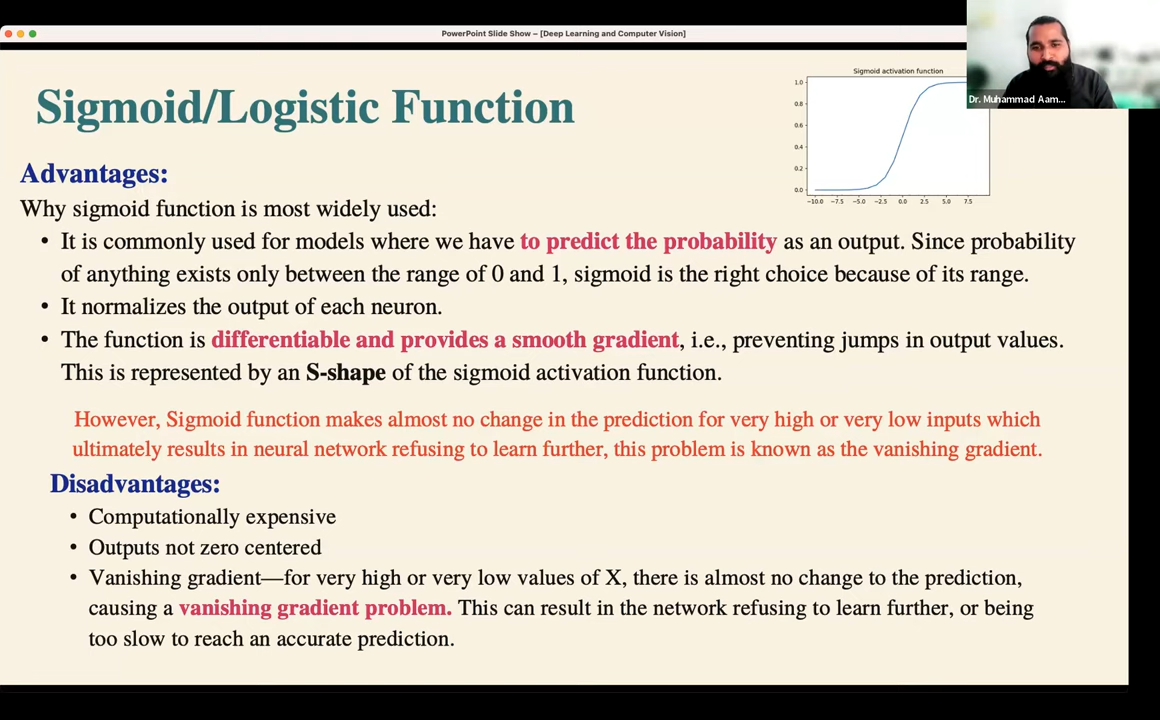 PowerPoint Slide Show – [Deep Learning and Computer Vision]
Dr. Muhammad Aam...
Sigmoid/Logistic Function
Sigmoid activation function
1.0
0.8
0.6
0.4
0.2
0.0
−10.0 −7.5 −5.0 −2.5 0.0 2.5 5.0 7.5
Advantages:
Why sigmoid function is most widely used:
• It is commonly used for models where we have to predict the probability as an output. Since probability
of anything exists only between the range of 0 and 1, sigmoid is the right choice because of its range.
• It normalizes the output of each neuron.
• The function is differentiable and provides a smooth gradient, i.e., preventing jumps in output values.
This is represented by an S-shape of the sigmoid activation function.
However, Sigmoid function makes almost no change in the prediction for very high or very low inputs which
ultimately results in neural network refusing to learn further, this problem is known as the vanishing gradient.
Disadvantages:
• Computationally expensive
• Outputs not zero centered
• Vanishing gradient—for very high or very low values of X, there is almost no change to the prediction,
causing a vanishing gradient problem. This can result in the network refusing to learn further, or being
too slow to reach an accurate prediction.